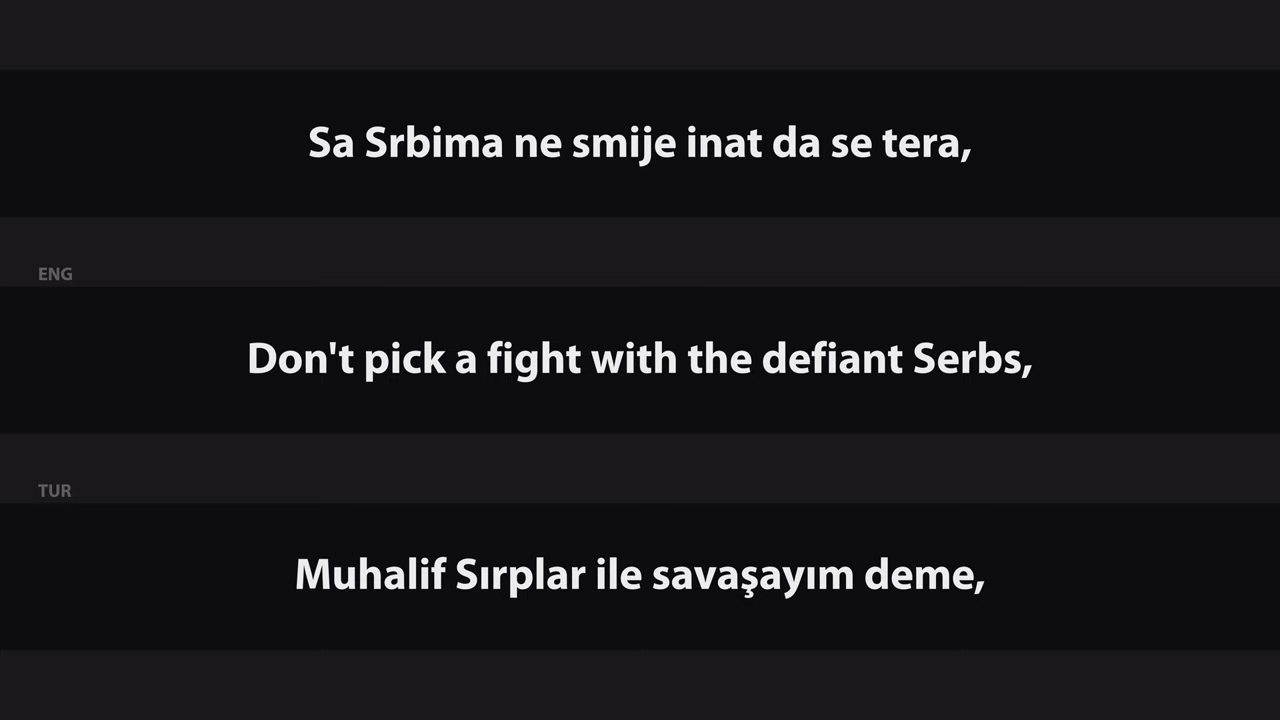 Sa Srbima ne smije inat da se tera,
ENG
Don't pick a fight with the defiant Serbs,
TUR
Muhalif Sırplar ile savaşayım deme,